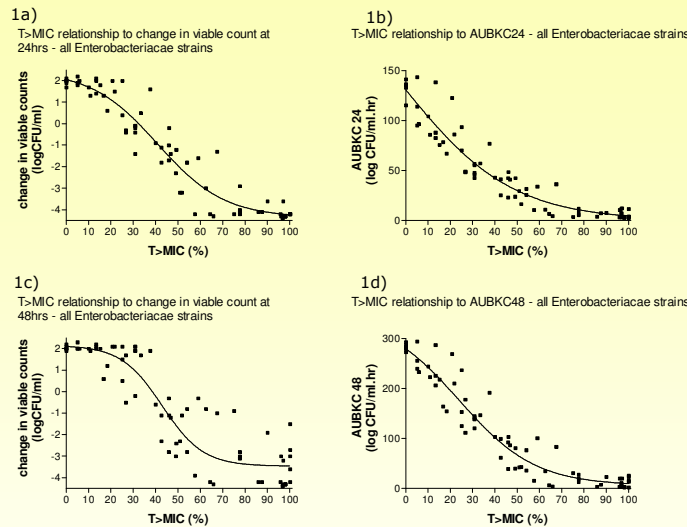 1a)
T>MIC relationship to change in viable count at
24hrs - all Enterobacteriacae strains
change in viable counts
(logCFU/ml)
2
1
0
-1
-2
-3
-4
0 10 20 30 40 50 60 70 80 90 100
T>MIC (%)
1b)
T>MIC relationship to AUBKC24 - all Enterobacteriacae strains
AUBKC 24
(log CFU/ml.hr)
150
100
50
0
0 10 20 30 40 50 60 70 80 90 100
T>MIC (%)
1c)
T>MIC relationship to change in viable count at
48hrs - all Enterobacteriacae strains
change in viable counts
(logCFU/ml)
2
1
0
-1
-2
-3
-4
0 10 20 30 40 50 60 70 80 90 100
T>MIC (%)
1d)
T>MIC relationship to AUBKC48 - all Enterobacteriacae strains
AUBKC 48
(log CFU/ml.hr)
300
200
100
0
0 10 20 30 40 50 60 70 80 90 100
T>MIC (%)